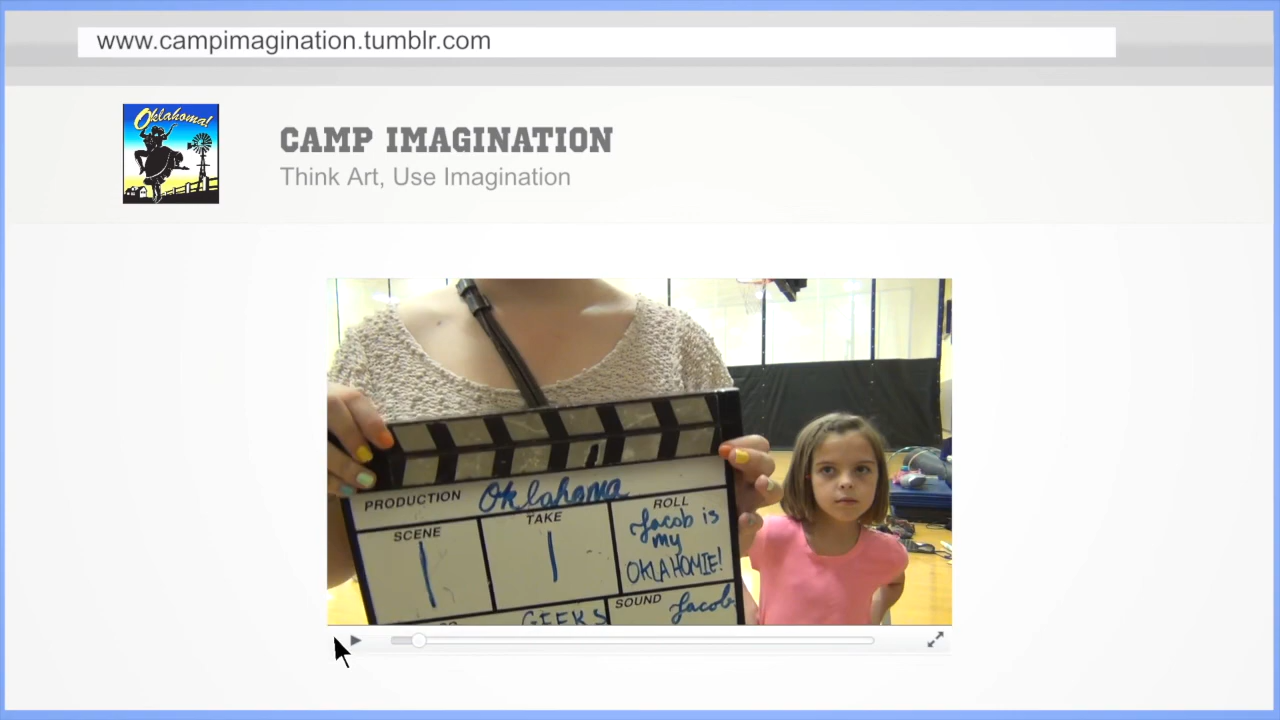 www.campimagination.tumblr.com
Oklahoma!
CAMP IMAGINATION
Think Art, Use Imagination
PRODUCTION Oklahoma
SCENE
1
TAKE
1
ROLL
Jacob is
my
OKLAHOMIE!
GEEKS
SOUND Jacob